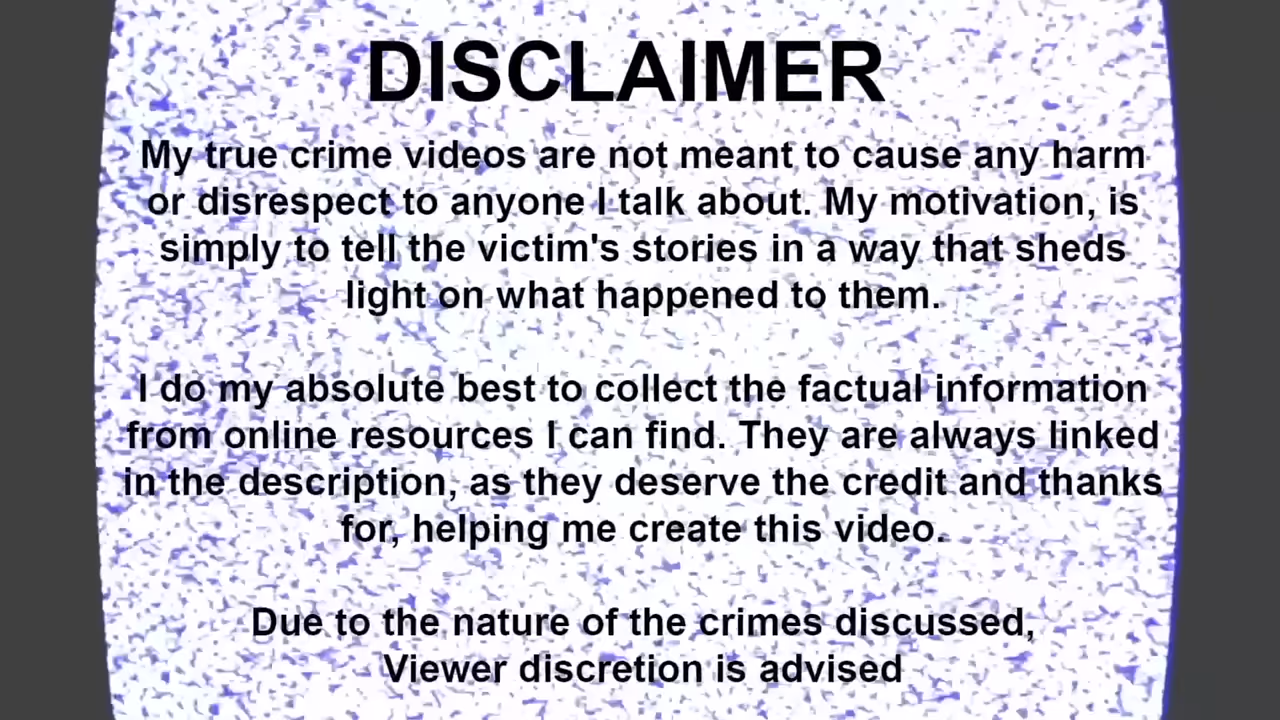 DISCLAIMER
My true crime videos are not meant to cause any harm
or disrespect to anyone I talk about. My motivation, is
simply to tell the victim's stories in a way that sheds
light on what happened to them.
I do my absolute best to collect the factual information
from online resources I can find. They are always linked
in the description, as they deserve the credit and thanks
for, helping me create this video.
Due to the nature of the crimes discussed,
Viewer discretion is advised